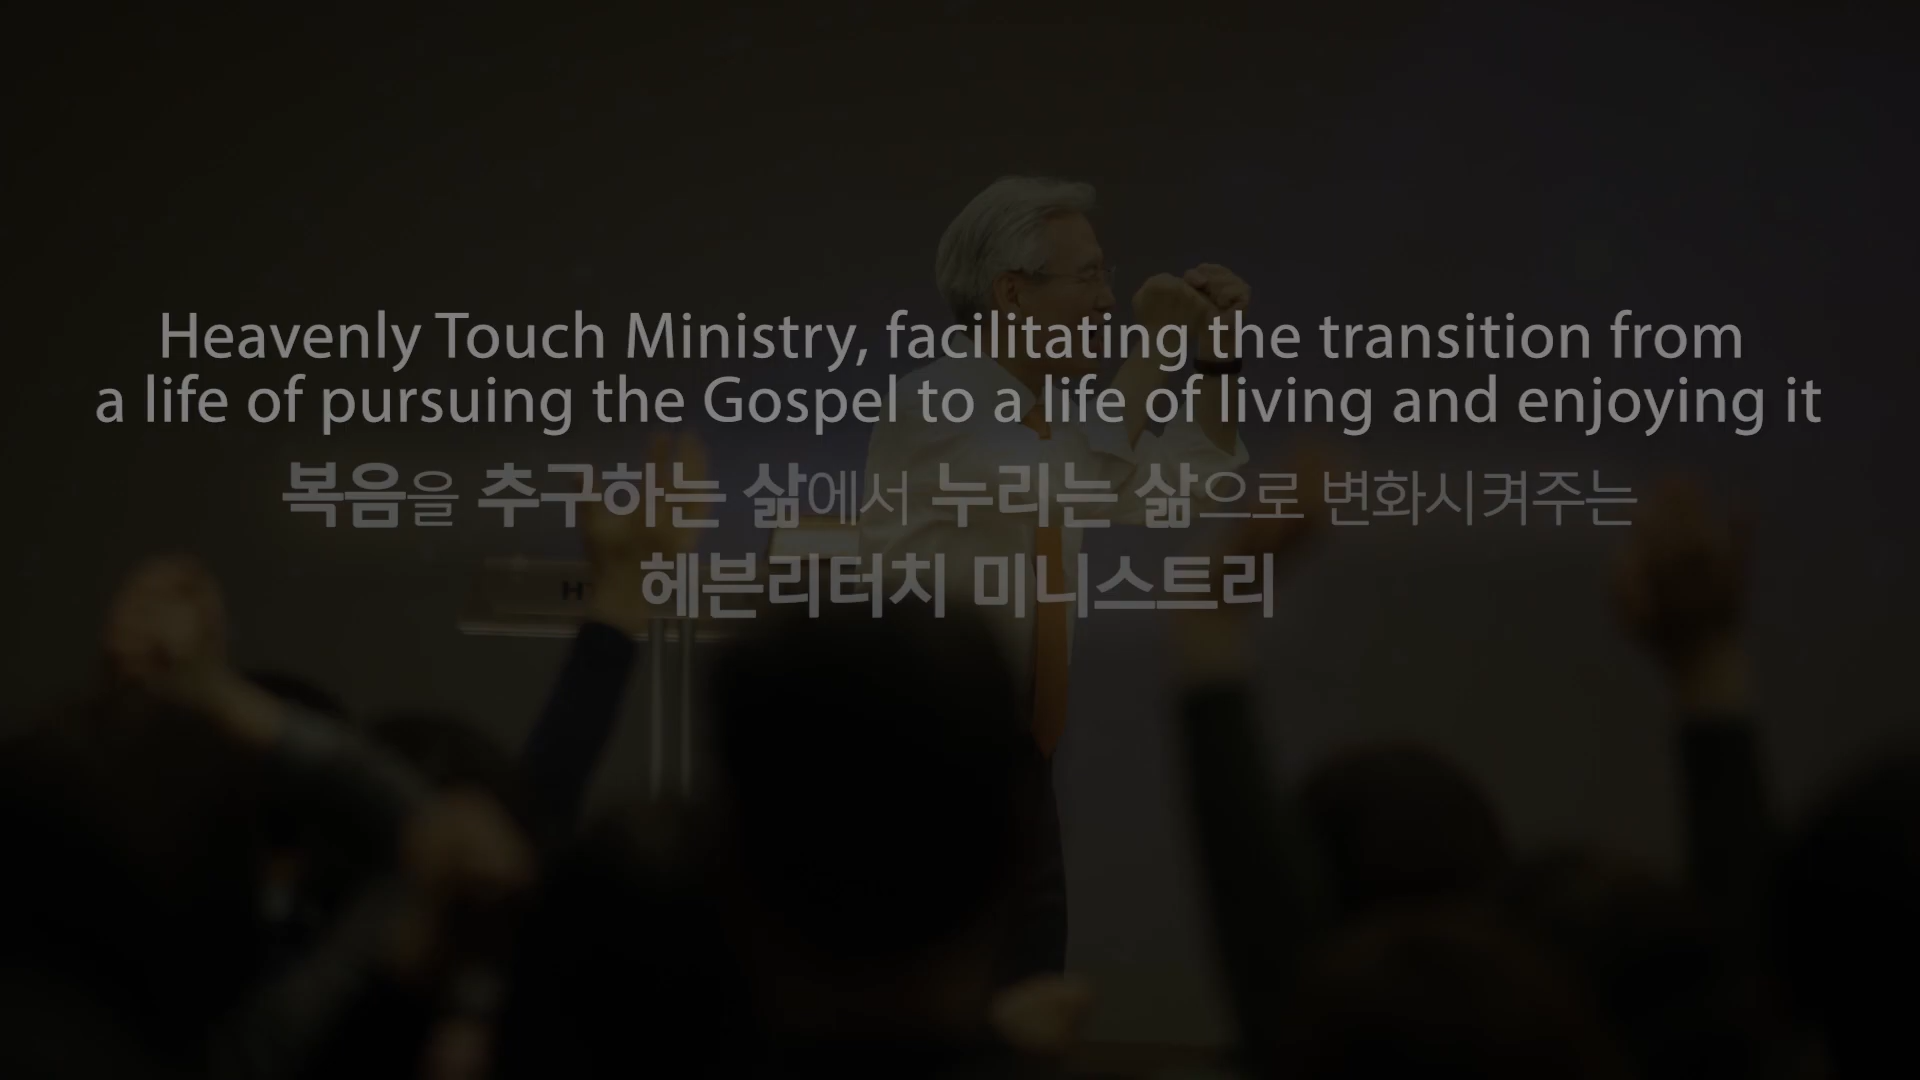 Heavenly Touch Ministry, facilitating the transition from
a life of pursuing the Gospel to a life of living and enjoying it
복음을 추구하는 삶에서 누리는 삶으로 변화시켜주는
헤븐리터치 미니스트리